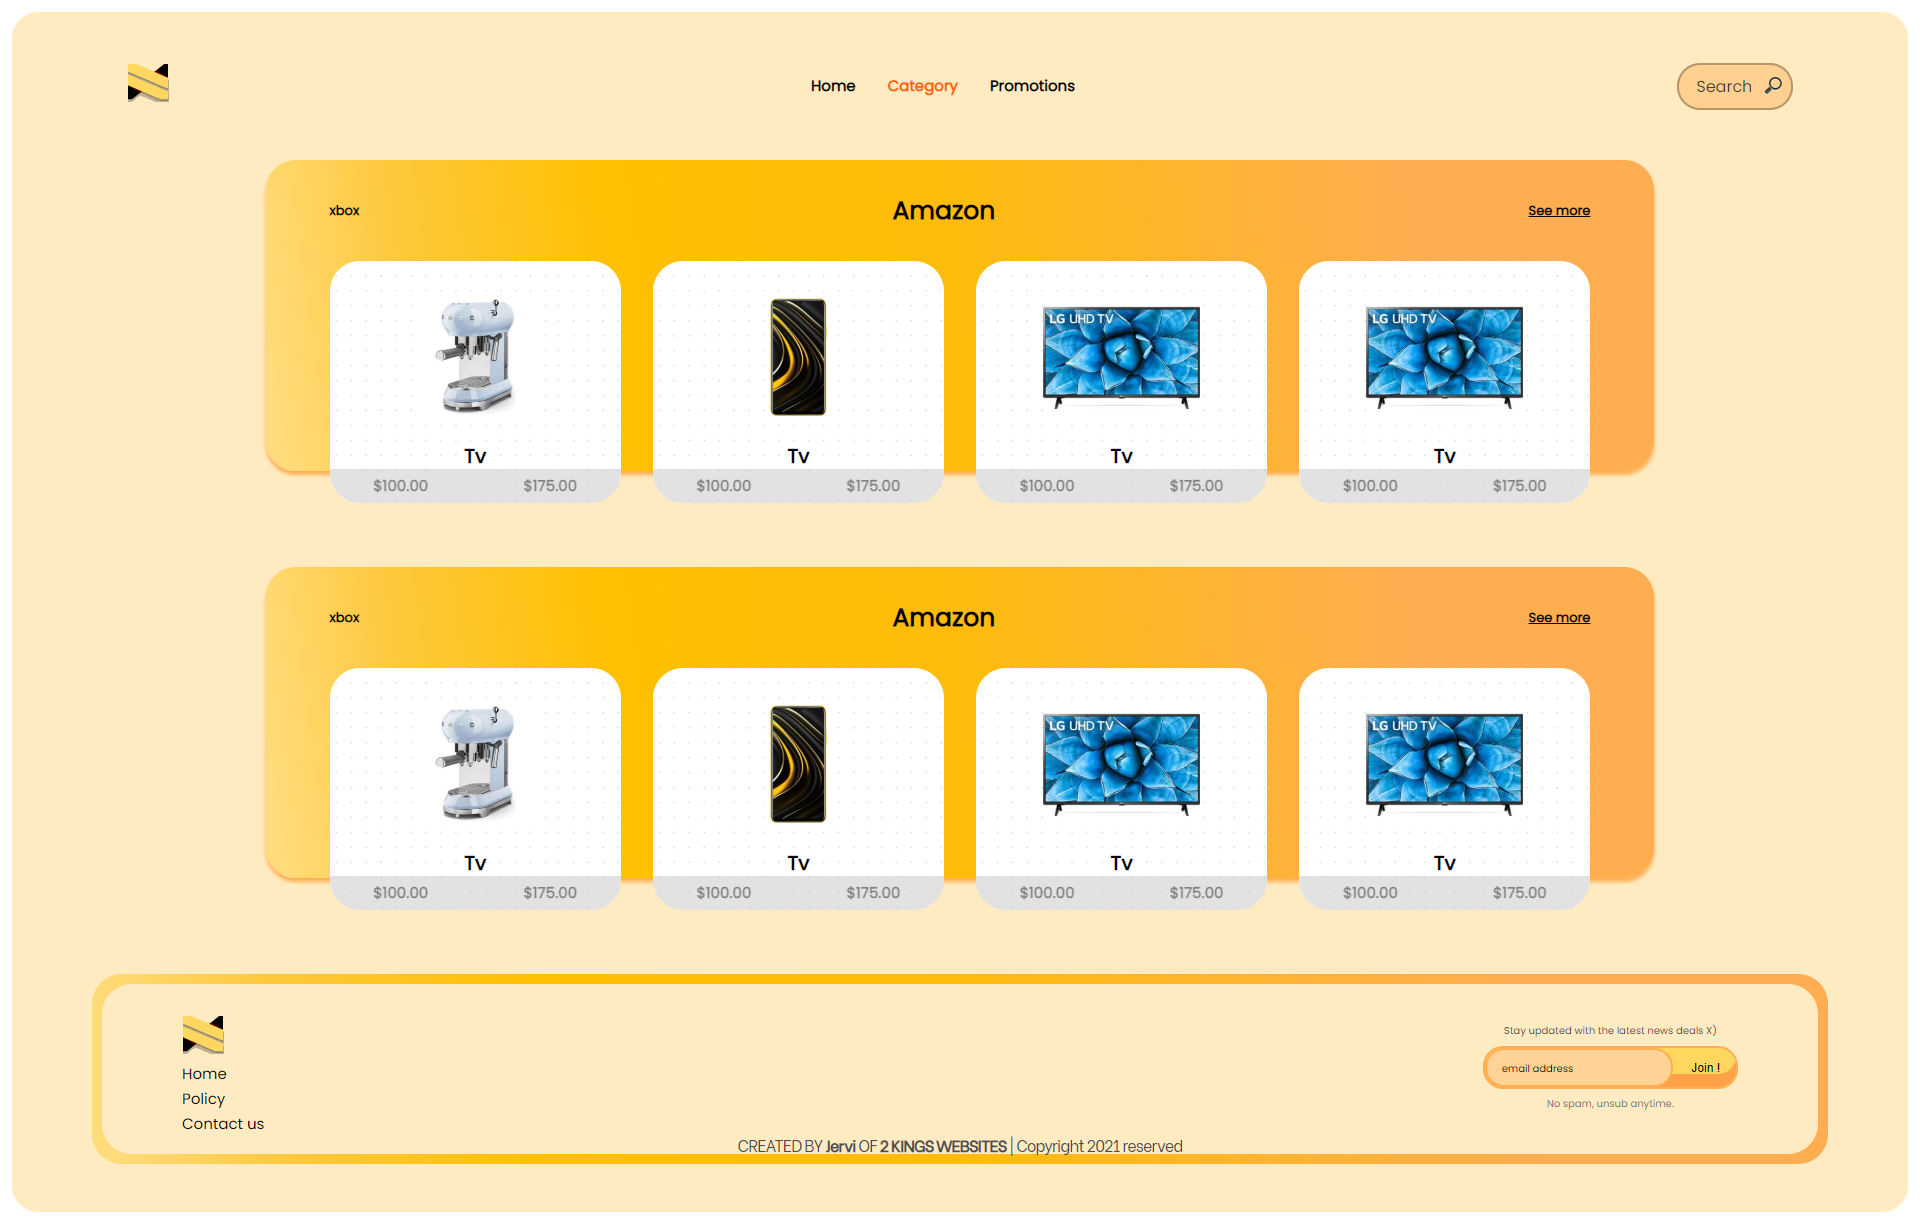 Home Category Promotions Search
xbox Amazon See more
LG UHD TV LG UHD TV
Tv Tv Tv Tv
$100.00 $175.00 $100.00 $175.00 $100.00 $175.00 $100.00 $175.00
xbox Amazon See more
LG UHD TV LG UHD TV
Tv Tv Tv Tv
$100.00 $175.00 $100.00 $175.00 $100.00 $175.00 $100.00 $175.00
Home
Policy
Contact us
Stay updated with the latest news deals X)
email address Join !
No spam, unsub anytime.
CREATED BY Jervi OF 2 KINGS WEBSITES | Copyright 2021 reserved